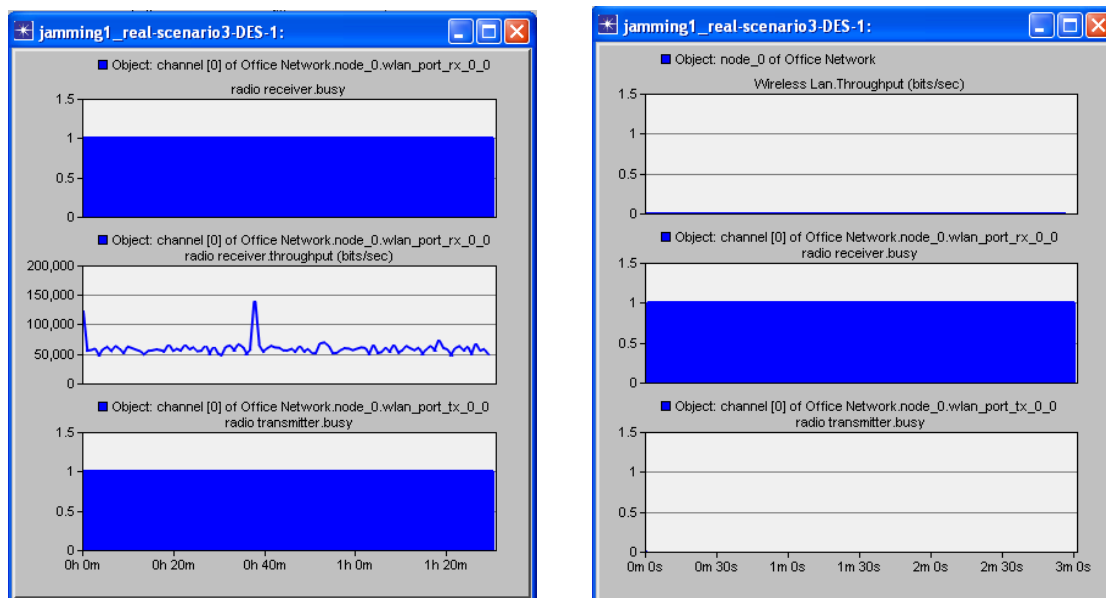 jamming1_real-scenario3-DES-1:
Object: channel [0] of Office Network.node_0.wlan_port_rx_0_0
radio receiver.busy
1.5
1
0.5
0
Object: channel [0] of Office Network.node_0.wlan_port_rx_0_0
radio receiver.throughput (bits/sec)
200,000
150,000
100,000
50,000
0
Object: channel [0] of Office Network.node_0.wlan_port_tx_0_0
radio transmitter.busy
1.5
1
0.5
0
0h 0m 0h 20m 0h 40m 1h 0m 1h 20m
jamming1_real-scenario3-DES-1:
Object: node_0 of Office Network
Wireless Lan.Throughput (bits/sec)
1.5
1
0.5
0
Object: channel [0] of Office Network.node_0.wlan_port_rx_0_0
radio receiver.busy
1.5
1
0.5
0
Object: channel [0] of Office Network.node_0.wlan_port_tx_0_0
radio transmitter.busy
1.5
1
0.5
0
0m 0s 0m 30s 1m 0s 1m 30s 2m 0s 2m 30s 3m 0s